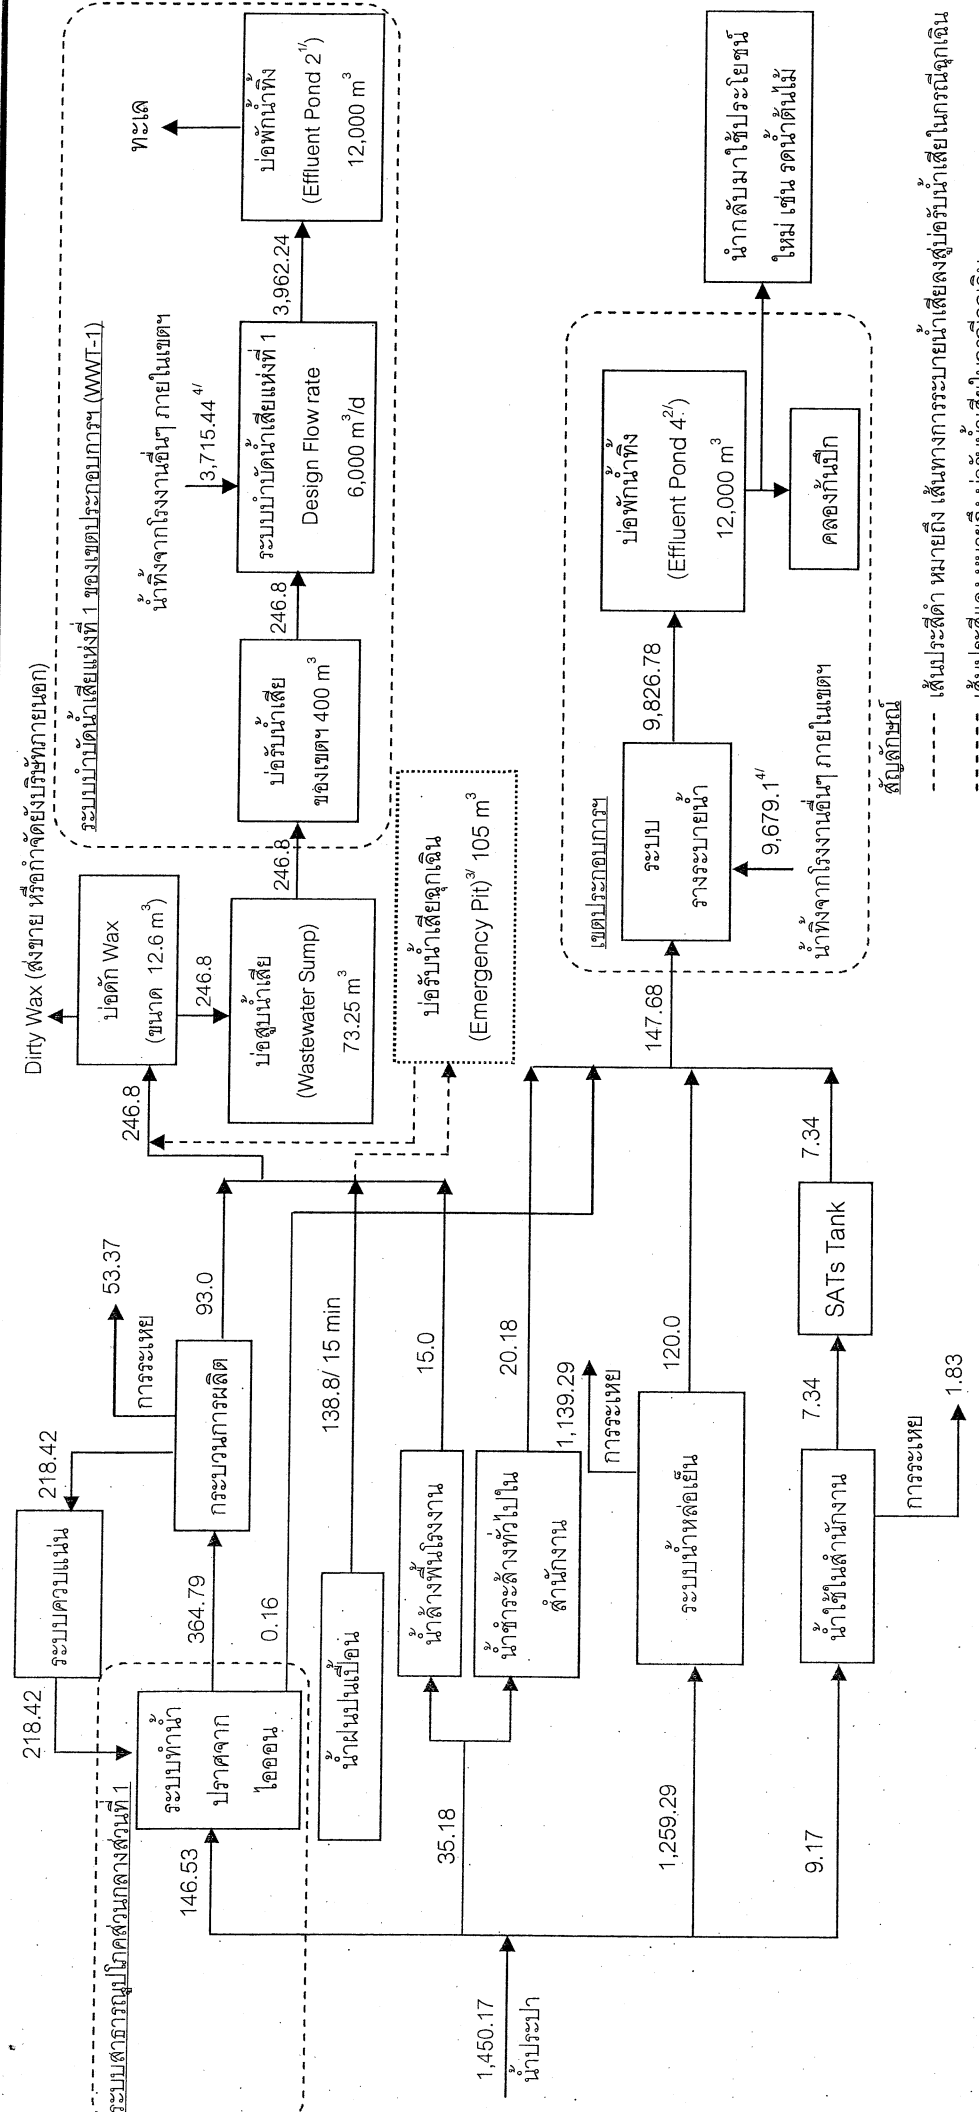 ระบบสาธารณูปโภคส่วนกลางส่วนที่ 1
218.42
ระบบควบแน่น
218.42
ระบบทำน้ำ
ปราศจาก
ไอออน
146.53
364.79
0.16
กระบวนการผลิต
การระเหย
53.37
93.0
น้ำฝนปนเปื้อน
138.8/ 15 min
น้ำล้างพื้นโรงงาน
15.0
น้ำชำระล้างทั่วไปใน
สำนักงาน
20.18
35.18
1,450.17
น้ำประปา
1,259.29
ระบบน้ำหล่อเย็น
การระเหย
1,139.29
120.0
9.17
น้ำใช้ในสำนักงาน
การระเหย
1.83
7.34
SATs Tank
7.34
Dirty Wax (ส่งขาย หรือกำจัดยังบริษัทภายนอก)
246.8
บ่อดัก Wax
(ขนาด 12.6 m³)
246.8
บ่อสูบน้ำเสีย
(Wastewater Sump)
73.25 m³
246.8
บ่อรับน้ำเสียฉุกเฉิน
(Emergency Pit)³/ 105 m³
ระบบบำบัดน้ำเสียแห่งที่ 1 ของเขตประกอบการฯ (WWT-1)
บ่อรับน้ำเสีย
ของเขตฯ 400 m³
246.8
น้ำทิ้งจากโรงงานอื่นๆ ภายในเขตฯ
3,715.44 ⁴/
ระบบบำบัดน้ำเสียแห่งที่ 1
Design Flow rate
6,000 m³/d
3,962.24
ทะเล
บ่อพักน้ำทิ้ง
(Effluent Pond 2¹/)
12,000 m³
147.68
เขตประกอบการฯ
ระบบ
รางระบายน้ำ
9,679.1⁴/
น้ำทิ้งจากโรงงานอื่นๆ ภายในเขตฯ
9,826.78
บ่อพักน้ำทิ้ง
(Effluent Pond 4²/)
12,000 m³
คลองก้นปึก
นำกลับมาใช้ประโยชน์
ใหม่ เช่น รดน้ำต้นไม้
สัญลักษณ์
------ เส้นประสีดำ หมายถึง เส้นทางการระบายน้ำเสียลงสู่บ่อรับน้ำเสียในกรณีฉุกเฉิน